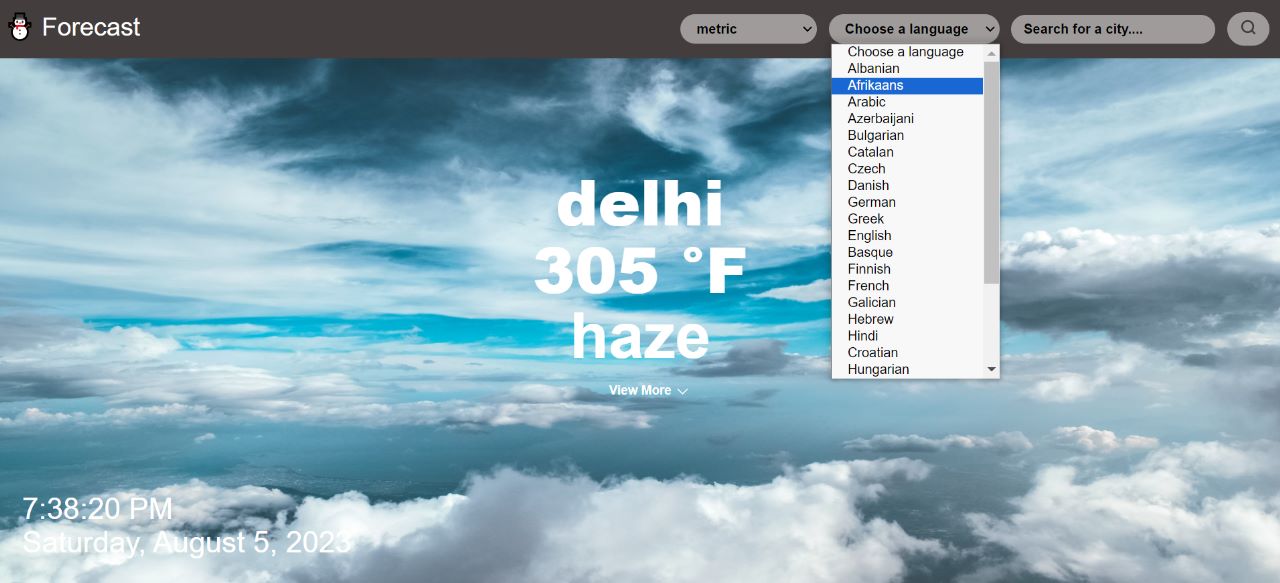 Forecast
metric
Choose a language
Search for a city....
Choose a language
Albanian
Afrikaans
Arabic
Azerbaijani
Bulgarian
Catalan
Czech
Danish
German
Greek
English
Basque
Finnish
French
Galician
Hebrew
Hindi
Croatian
Hungarian
delhi
305 °F
haze
View More
7:38:20 PM
Saturday, August 5, 2023